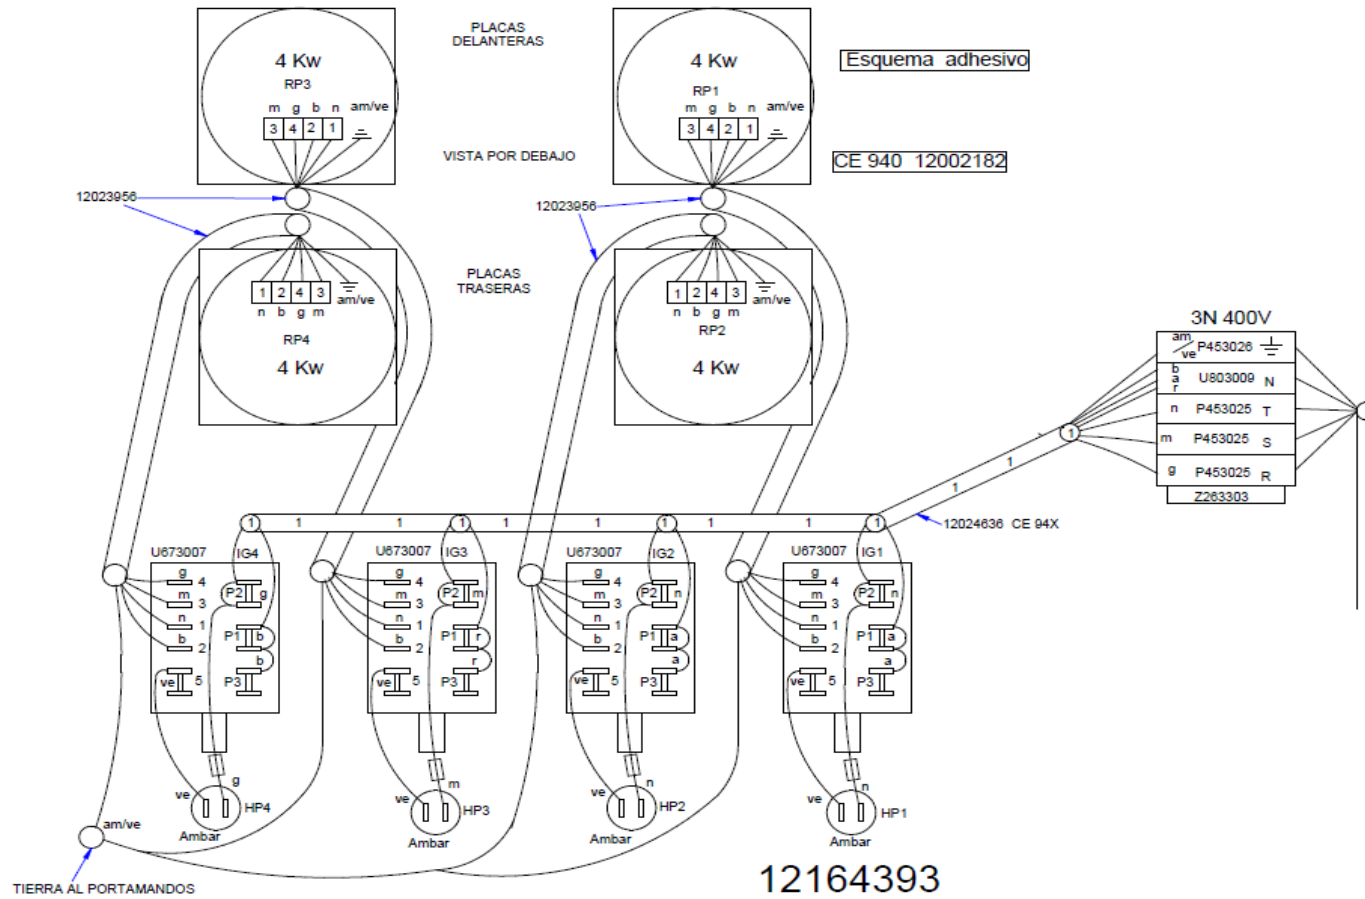 PLACAS
DELANTERAS
Esquema adhesivo
4 Kw
RP3
m g b n am/ve
3 4 2 1
4 Kw
RP1
m g b n am/ve
3 4 2 1
VISTA POR DEBAJO
CE 940 12002182
12023956
12023956
PLACAS
TRASERAS
1 2 4 3
n b g m
am/ve
RP4
4 Kw
1 2 4 3
n b g m
am/ve
RP2
4 Kw
3N 400V
am/ve P453026
b a r U803009 N
n P453025 T
m P453025 S
g P453025 R
Z263303
1
1
1
12024636 CE 94X
1 1 1 1 1 1 1 1 1 1
U673007 IG4
g 4 P2 g
m 3
n 1 P1 b
b 2 b
ve 5 P3
U673007 IG3
g 4 P2 m
m 3
n 1 P1 r
b 2 r
ve 5 P3
U673007 IG2
g 4 P2 n
m 3
n 1 P1 a
b 2 a
ve 5 P3
U673007 IG1
g 4 P2 n
m 3
n 1 P1 a
b 2 a
ve 5 P3
ve g HP4
Ambar
ve m HP3
Ambar
ve n HP2
Ambar
ve n HP1
Ambar
am/ve
TIERRA AL PORTAMANDOS
12164393